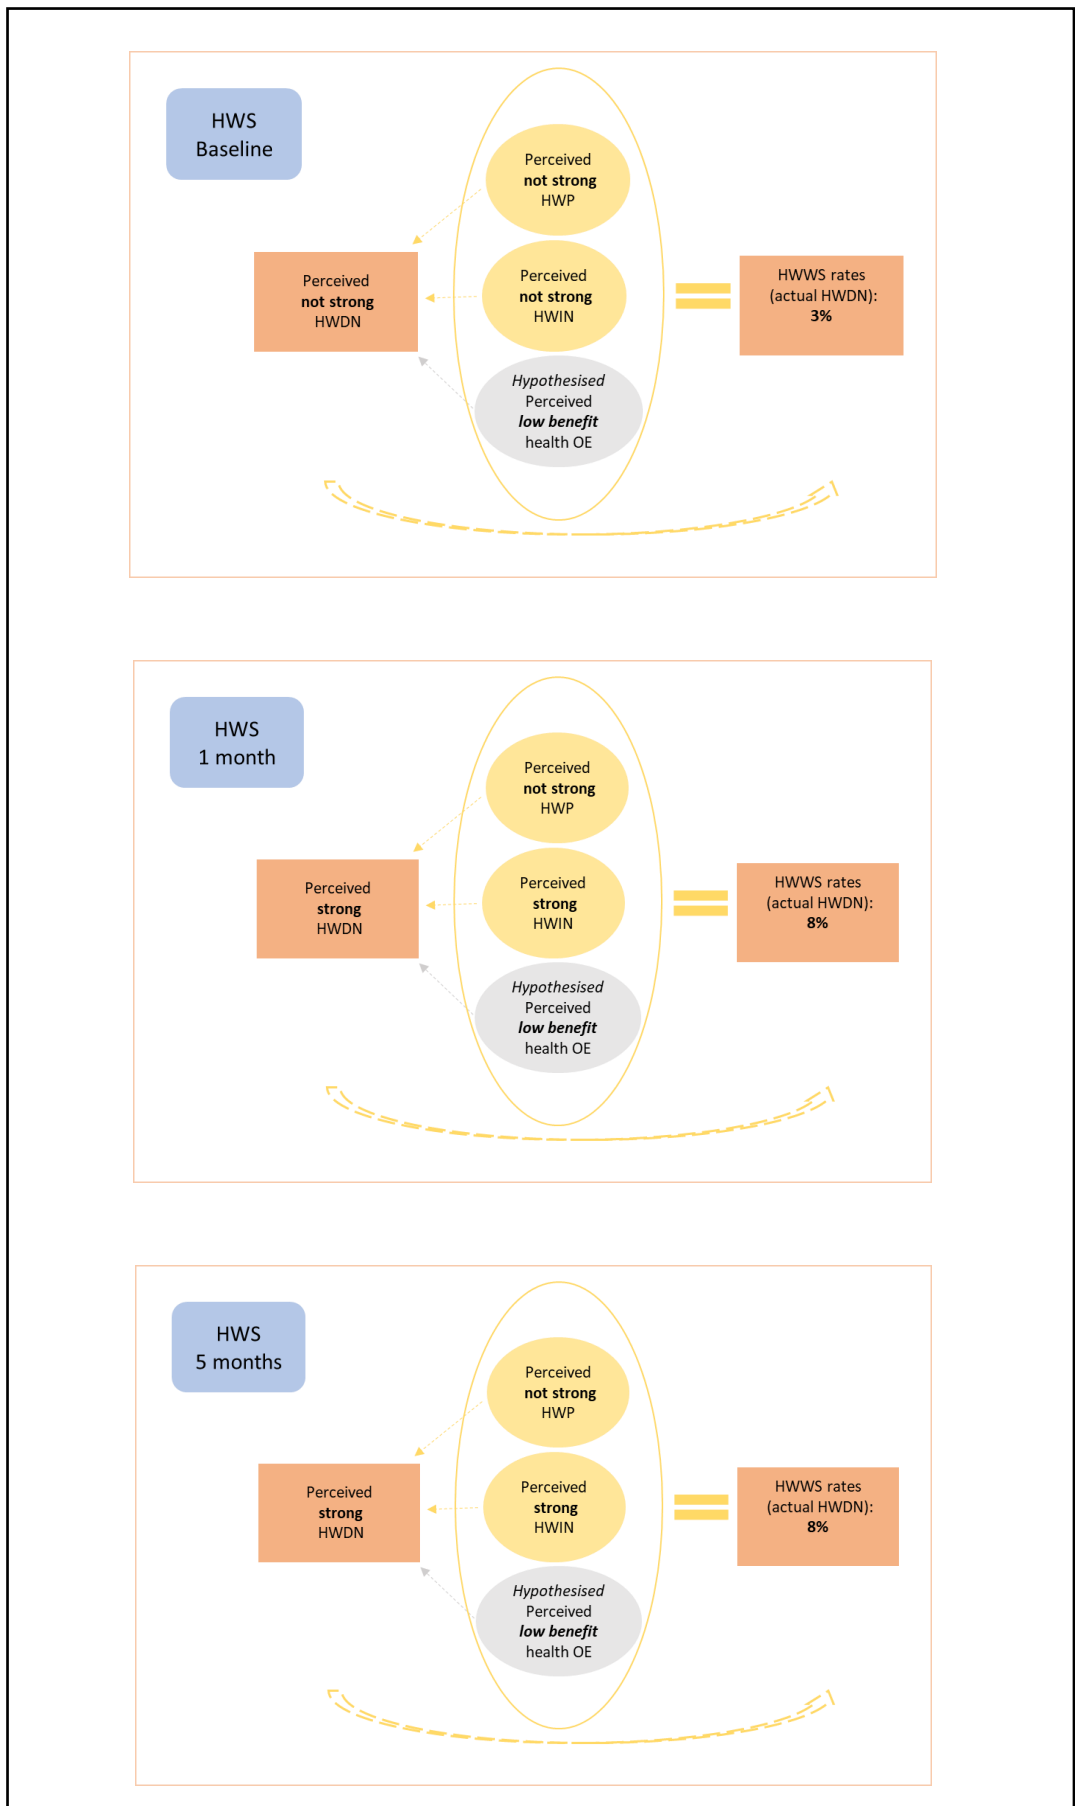 HWS
Baseline
Perceived
not strong
HWP
Perceived
not strong
HWDN
Perceived
not strong
HWIN
HWWS rates
(actual HWDN):
3%
Hypothesised
Perceived
low benefit
health OE
HWS
1 month
Perceived
not strong
HWP
Perceived
strong
HWDN
Perceived
strong
HWIN
HWWS rates
(actual HWDN):
8%
Hypothesised
Perceived
low benefit
health OE
HWS
5 months
Perceived
not strong
HWP
Perceived
strong
HWDN
Perceived
strong
HWIN
HWWS rates
(actual HWDN):
8%
Hypothesised
Perceived
low benefit
health OE